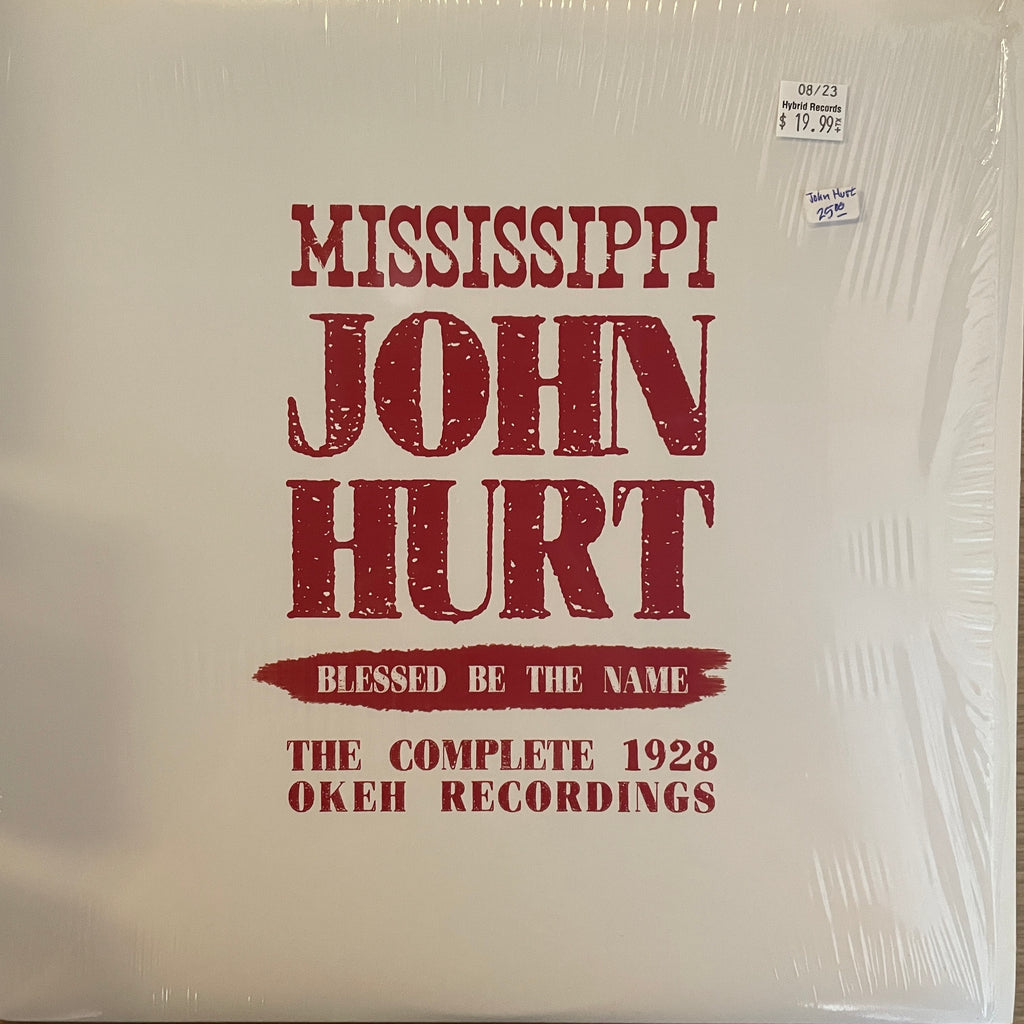 08/23
Hybrid Records
$ 19.99 +TX
John Hurt
25.00
MISSISSIPPI
JOHN
HURT
BLESSED BE THE NAME
THE COMPLETE 1928
OKEH RECORDINGS